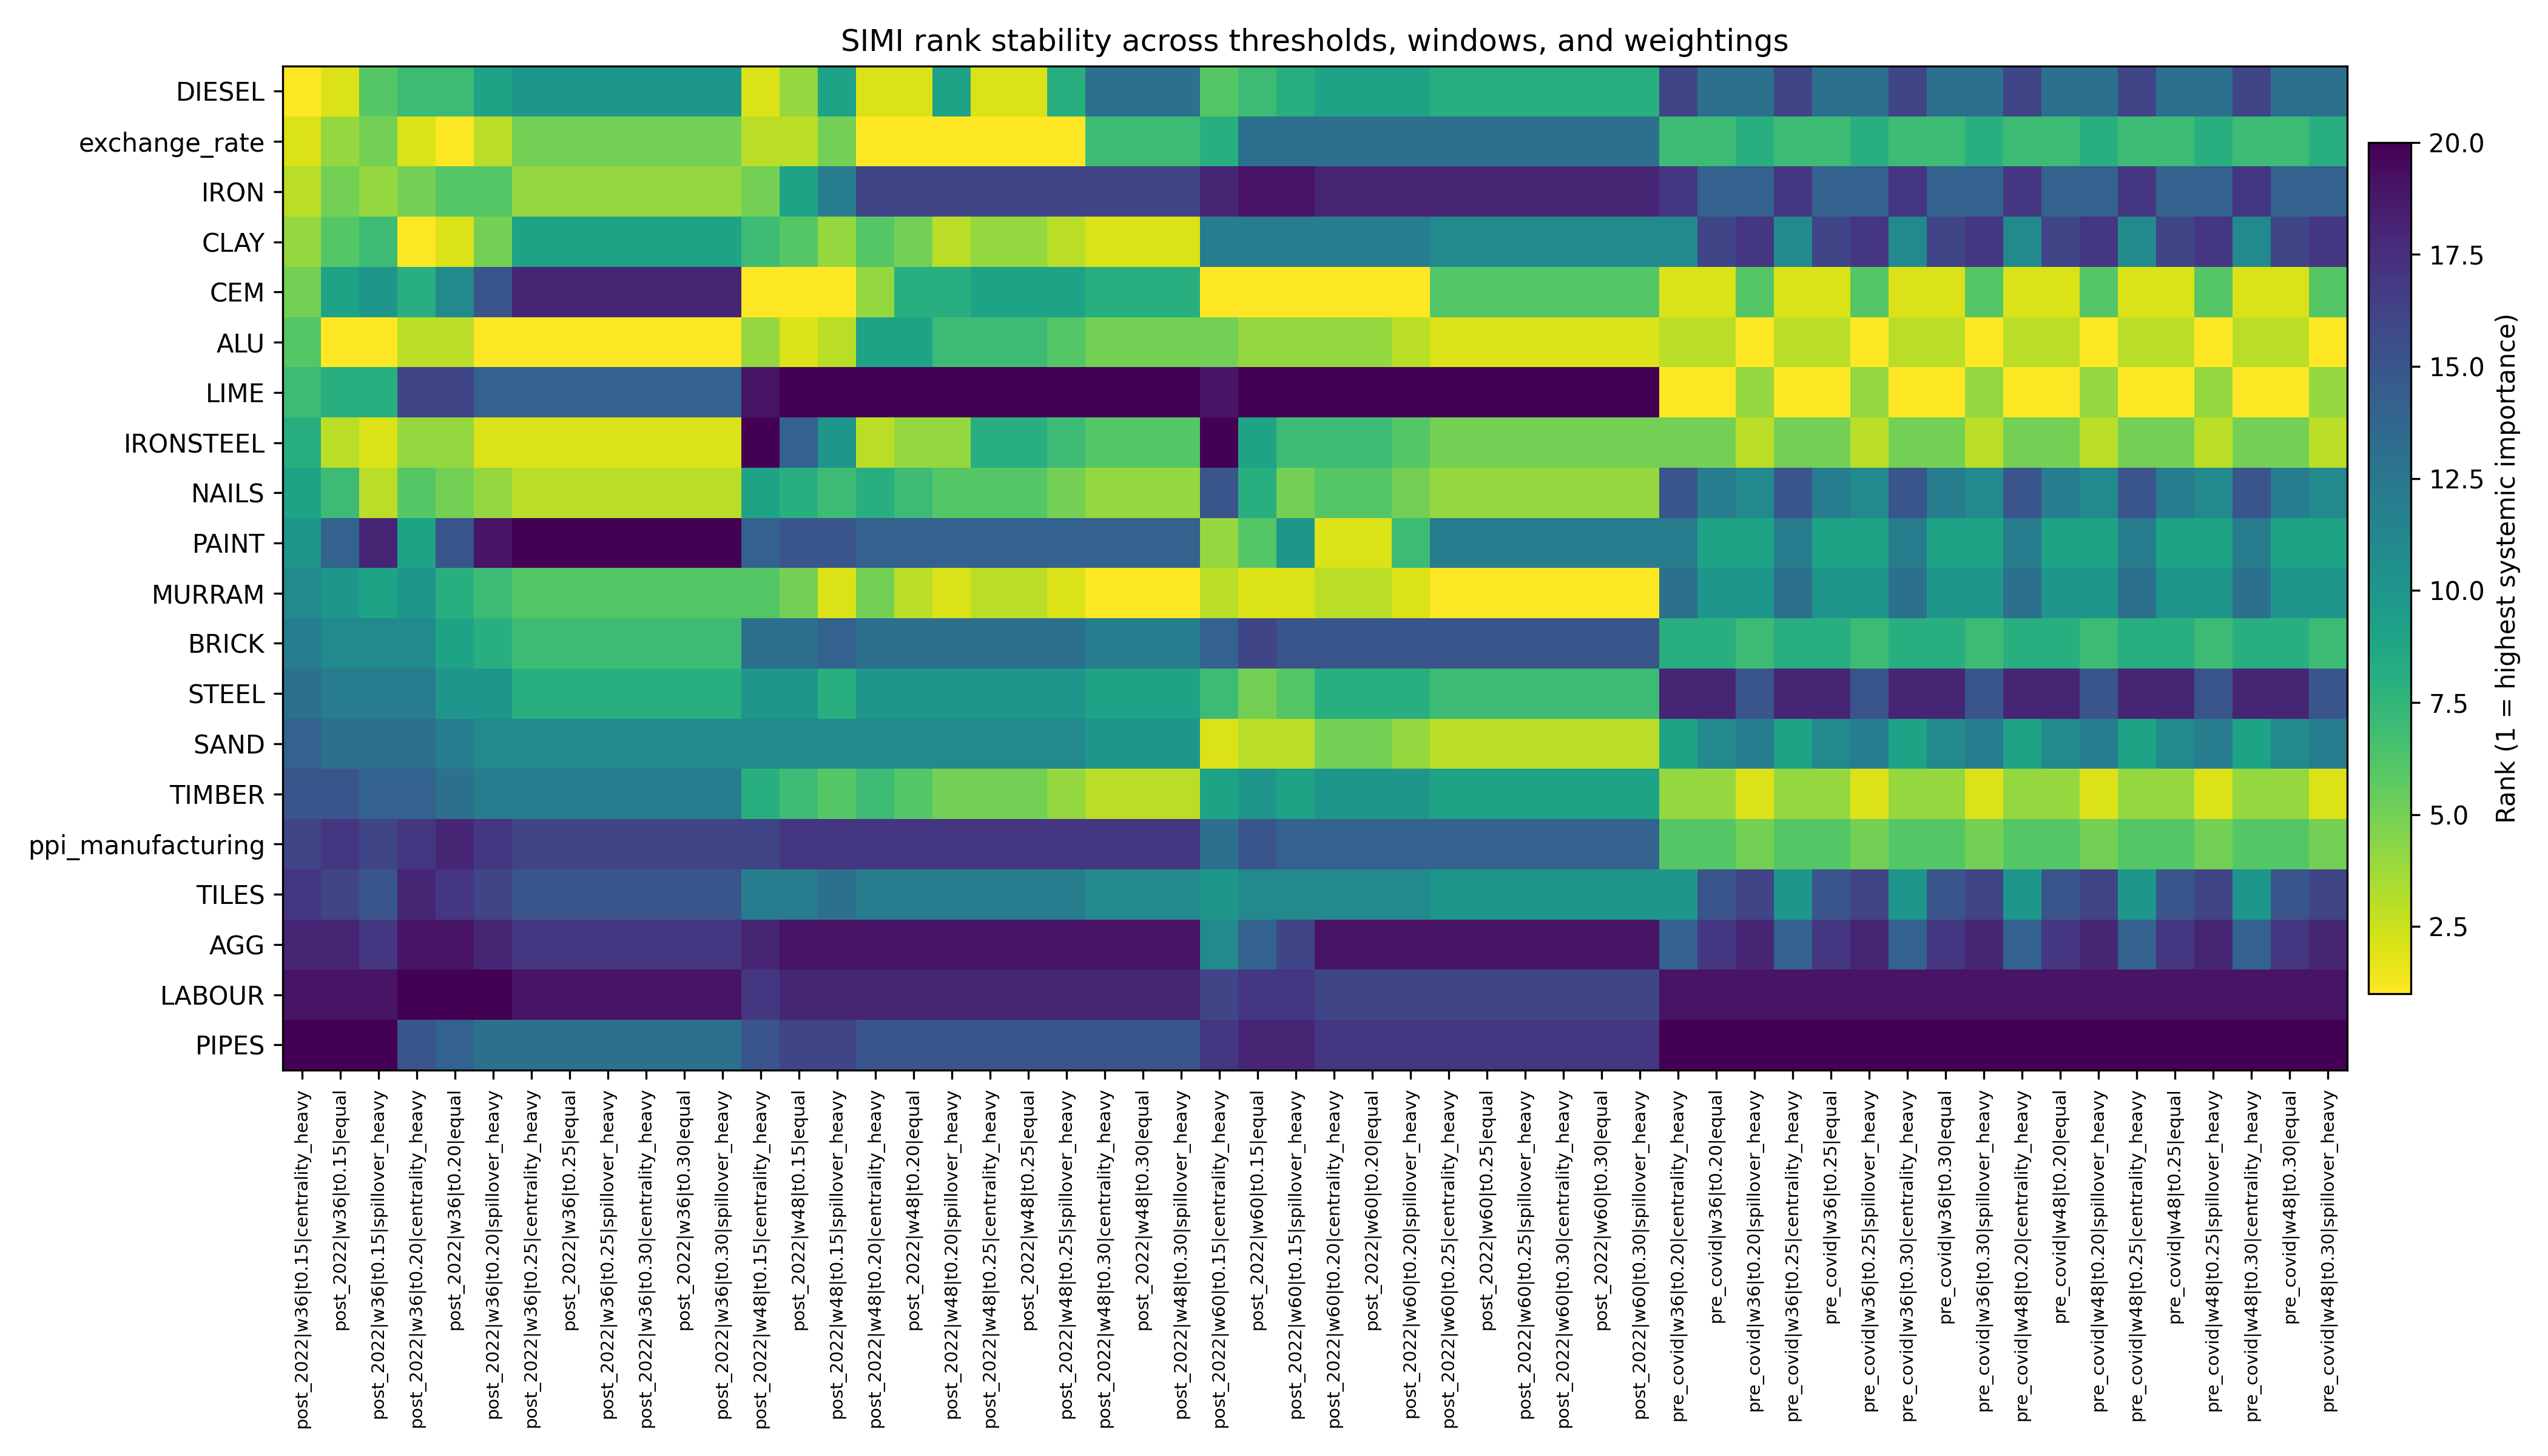 SIMI rank stability across thresholds, windows, and weightings
DIESEL
exchange_rate
IRON
CLAY
CEM
ALU
LIME
IRONSTEEL
NAILS
PAINT
MURRAM
BRICK
STEEL
SAND
TIMBER
ppi_manufacturing
TILES
AGG
LABOUR
PIPES
post_2022|w36|t0.15|centrality_heavy
post_2022|w36|t0.15|equal
post_2022|w36|t0.15|spillover_heavy
post_2022|w36|t0.20|centrality_heavy
post_2022|w36|t0.20|equal
post_2022|w36|t0.20|spillover_heavy
post_2022|w36|t0.25|centrality_heavy
post_2022|w36|t0.25|equal
post_2022|w36|t0.25|spillover_heavy
post_2022|w36|t0.30|centrality_heavy
post_2022|w36|t0.30|equal
post_2022|w36|t0.30|spillover_heavy
post_2022|w48|t0.15|centrality_heavy
post_2022|w48|t0.15|equal
post_2022|w48|t0.15|spillover_heavy
post_2022|w48|t0.20|centrality_heavy
post_2022|w48|t0.20|equal
post_2022|w48|t0.20|spillover_heavy
post_2022|w48|t0.25|centrality_heavy
post_2022|w48|t0.25|equal
post_2022|w48|t0.25|spillover_heavy
post_2022|w48|t0.30|centrality_heavy
post_2022|w48|t0.30|equal
post_2022|w48|t0.30|spillover_heavy
post_2022|w60|t0.15|centrality_heavy
post_2022|w60|t0.15|equal
post_2022|w60|t0.15|spillover_heavy
post_2022|w60|t0.20|centrality_heavy
post_2022|w60|t0.20|equal
post_2022|w60|t0.20|spillover_heavy
post_2022|w60|t0.25|centrality_heavy
post_2022|w60|t0.25|equal
post_2022|w60|t0.25|spillover_heavy
post_2022|w60|t0.30|centrality_heavy
post_2022|w60|t0.30|equal
post_2022|w60|t0.30|spillover_heavy
pre_covid|w36|t0.20|centrality_heavy
pre_covid|w36|t0.20|equal
pre_covid|w36|t0.20|spillover_heavy
pre_covid|w36|t0.25|centrality_heavy
pre_covid|w36|t0.25|equal
pre_covid|w36|t0.25|spillover_heavy
pre_covid|w36|t0.30|centrality_heavy
pre_covid|w36|t0.30|equal
pre_covid|w36|t0.30|spillover_heavy
pre_covid|w48|t0.20|centrality_heavy
pre_covid|w48|t0.20|equal
pre_covid|w48|t0.20|spillover_heavy
pre_covid|w48|t0.25|centrality_heavy
pre_covid|w48|t0.25|equal
pre_covid|w48|t0.25|spillover_heavy
pre_covid|w48|t0.30|centrality_heavy
pre_covid|w48|t0.30|equal
pre_covid|w48|t0.30|spillover_heavy
20.0
17.5
15.0
12.5
10.0
7.5
5.0
2.5
Rank (1 = highest systemic importance)